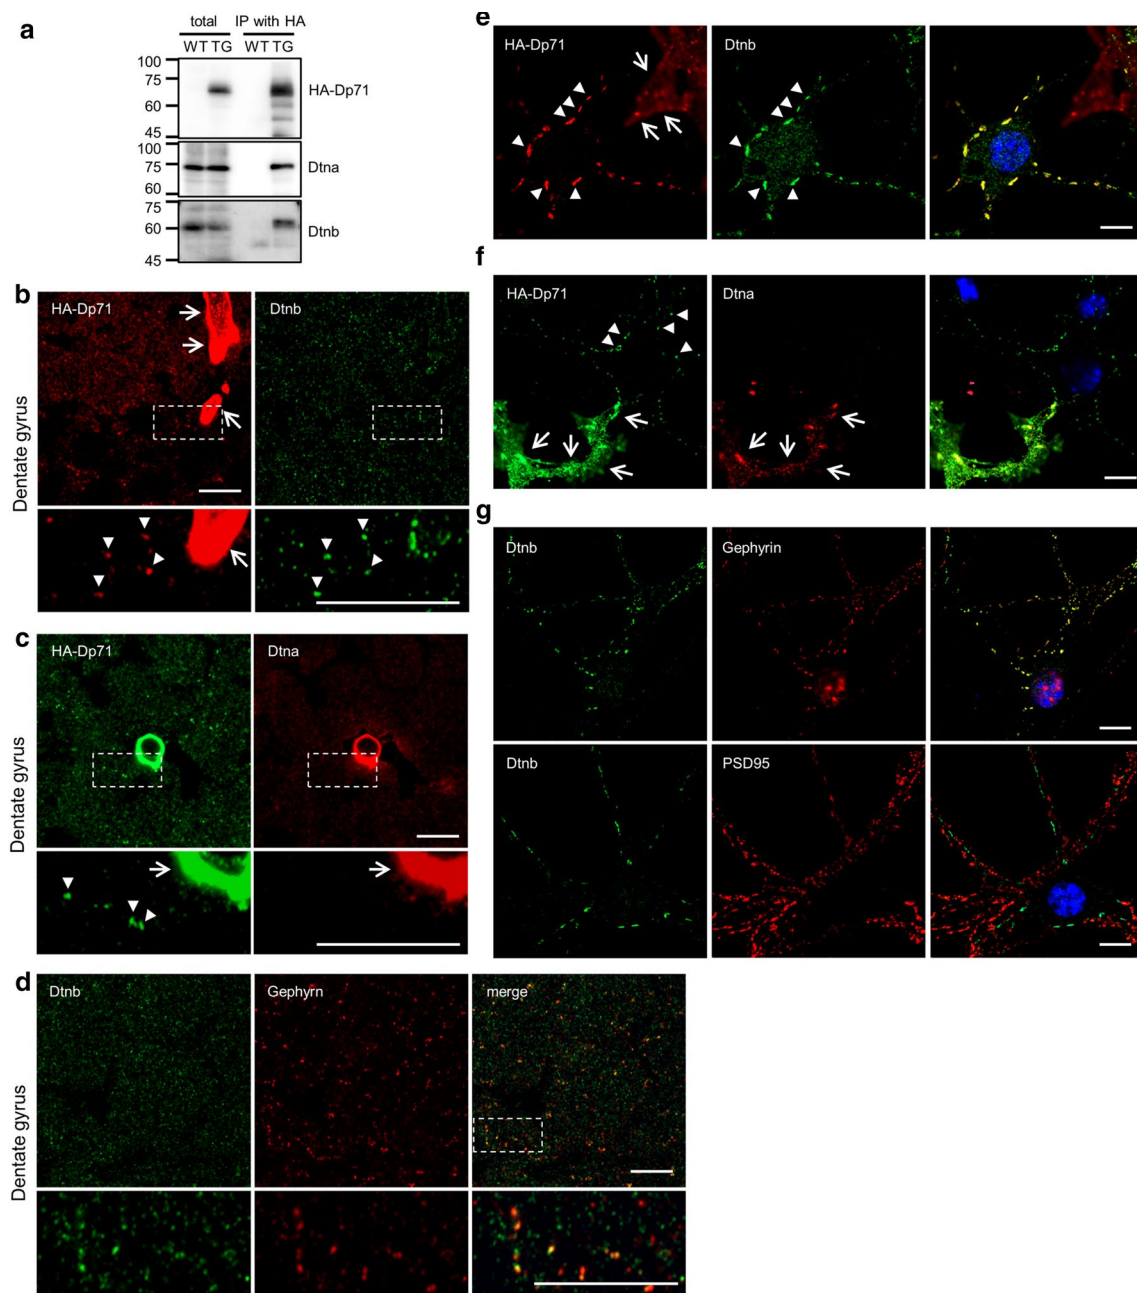 a
total IP with HA
WT TG WT TG
100
75
60
45
HA-Dp71
100
75
60
Dtna
75
60
45
Dtnb
b
Dentate gyrus
HA-Dp71
Dtnb
c
Dentate gyrus
HA-Dp71
Dtna
d
Dentate gyrus
Dtnb
Gephyrn
merge
e
HA-Dp71
Dtnb
f
HA-Dp71
Dtna
g
Dtnb
Gephyrin
Dtnb
PSD95